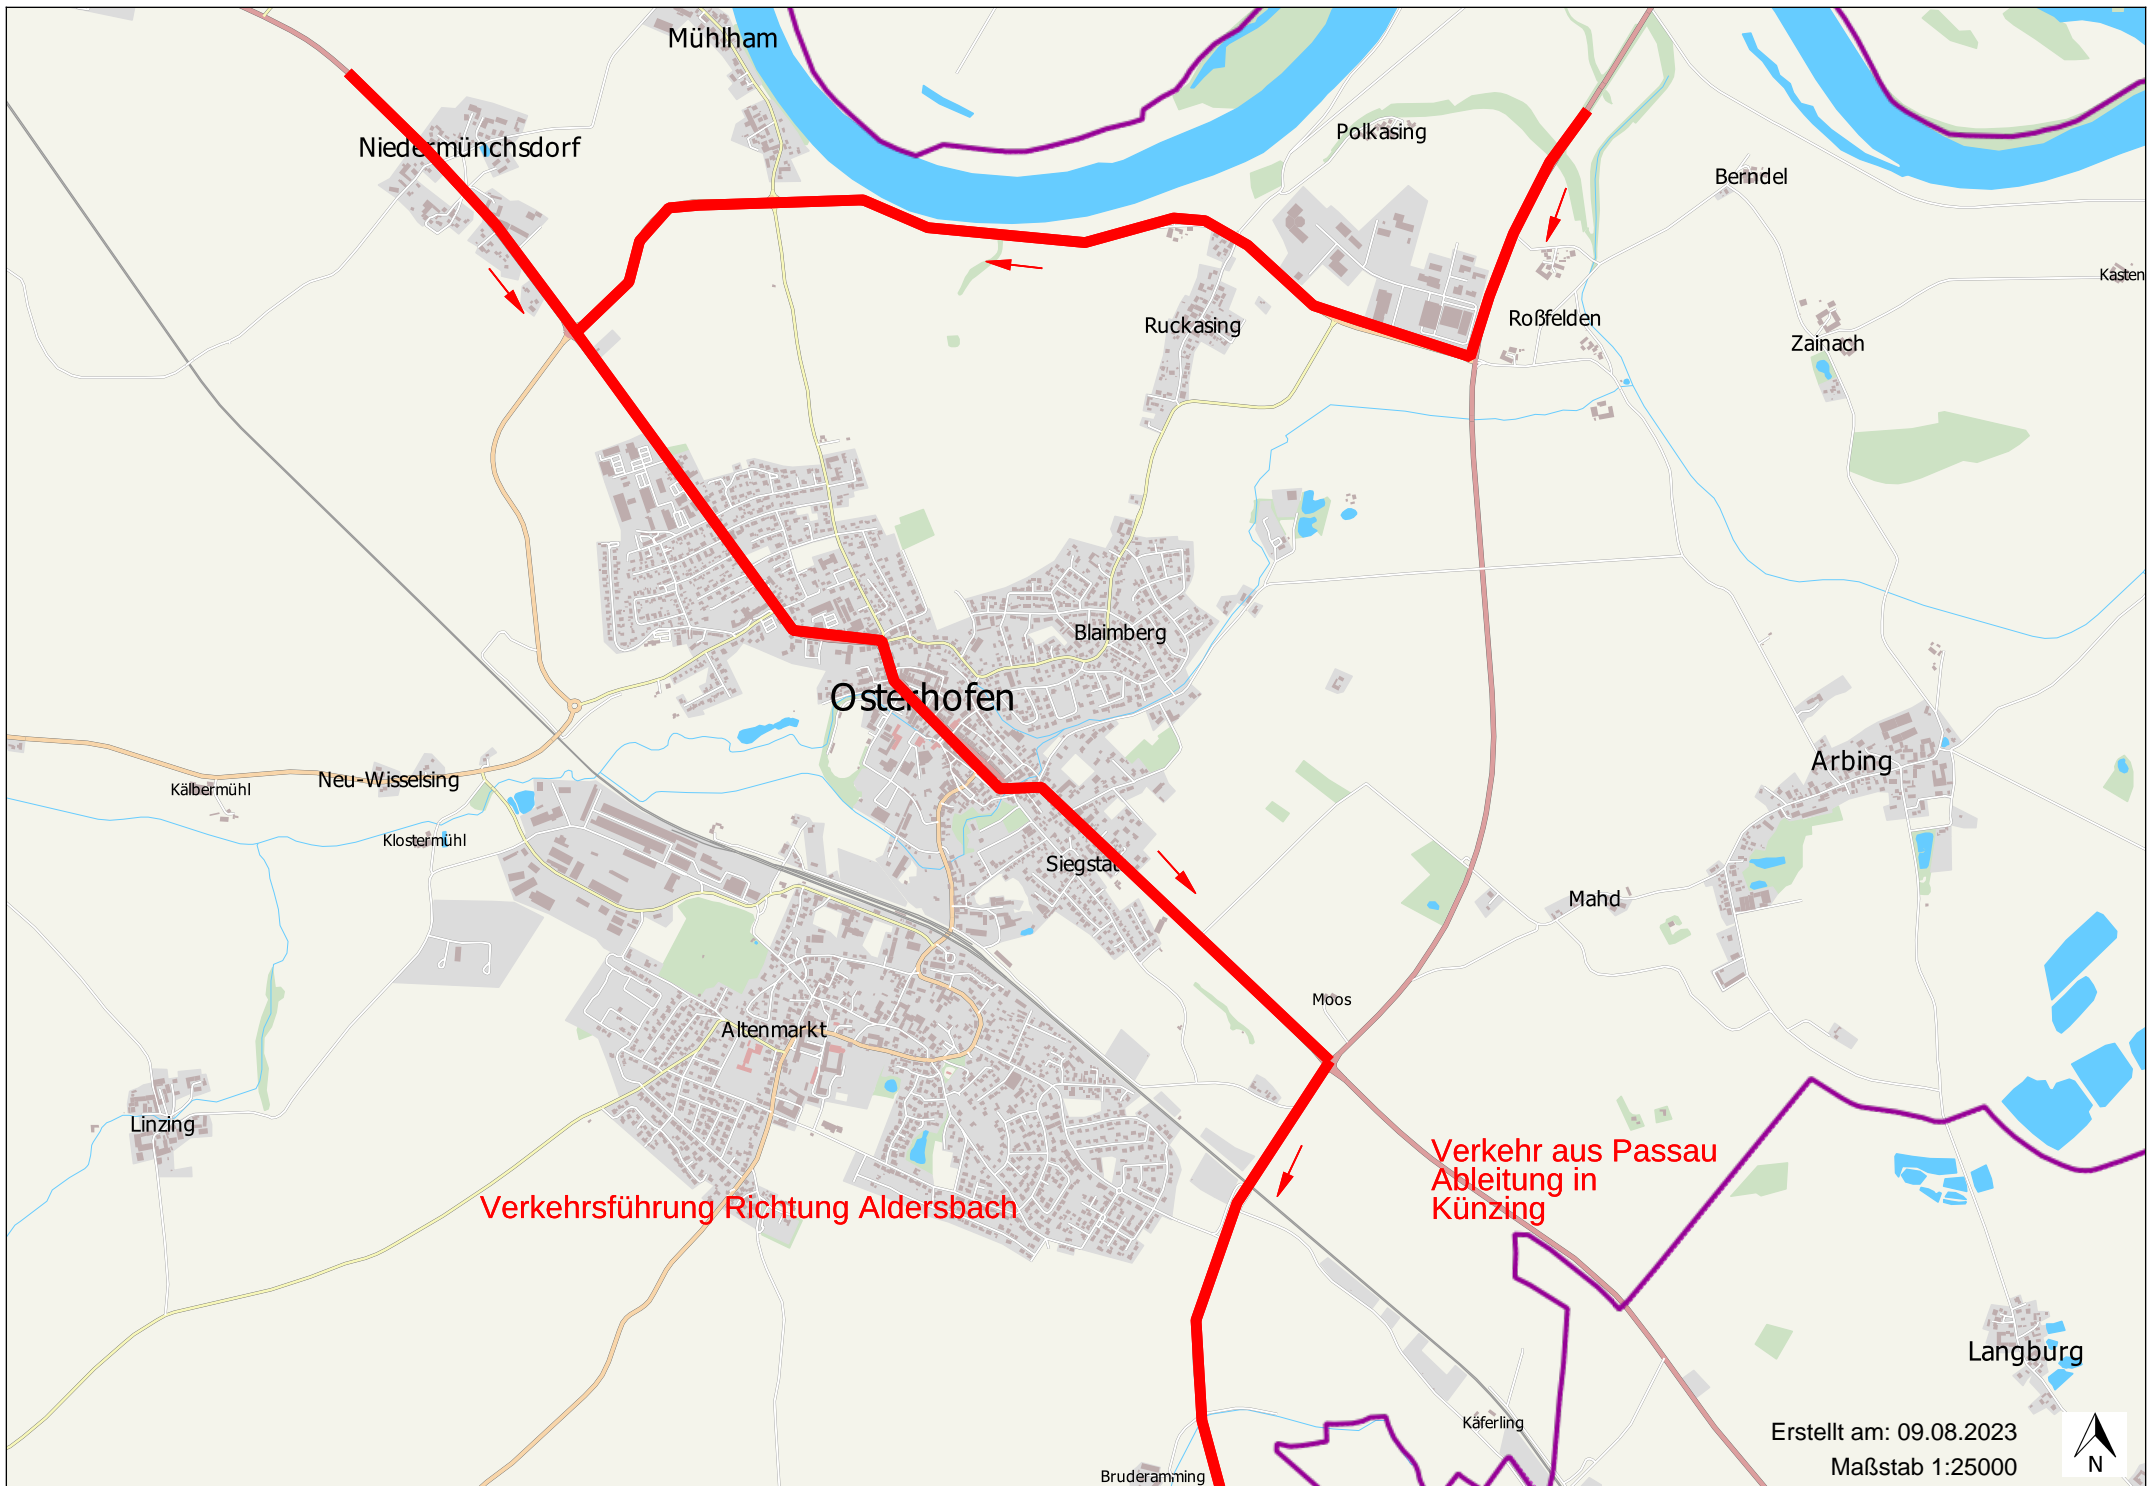 Mühlham
Polkasing
Niedermünchsdorf
Berndel
Kasten
Roßfelden
Ruckasing
Zainach
Blaimberg
Osterhofen
Arbing
Neu-Wisselsing
Kälbermühl
Klostermühl
Siegstat
Mahd
Moos
Altenmarkt
Linzing
Verkehr aus Passau
Ableitung in
Künzing
Verkehrsführung Richtung Aldersbach
Langburg
Käferling
Erstellt am: 09.08.2023
Maßstab 1:25000
N
Bruderamming